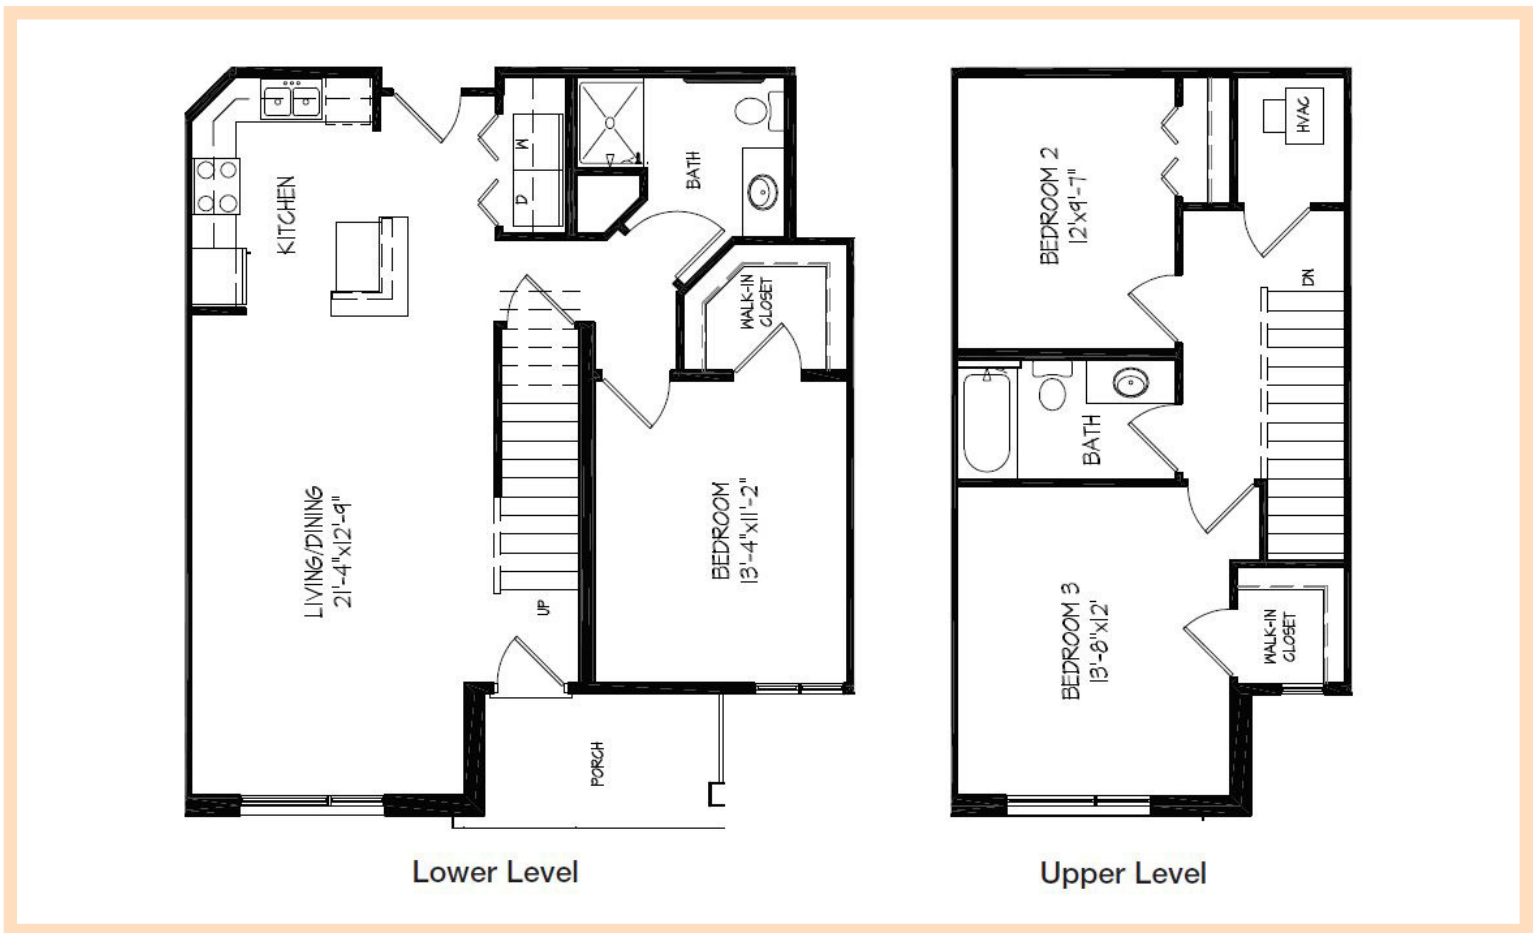 KITCHEN
W
D
BATH
WALK-IN
CLOSET
LIVING/DINING
21'-4"x12'-9"
UP
BEDROOM
13'-4"x11'-2"
PORCH
Lower Level
BEDROOM 2
12'x9'-7"
HVAC
DN
BATH
BEDROOM 3
13'-8"x12'
WALK-IN
CLOSET
Upper Level